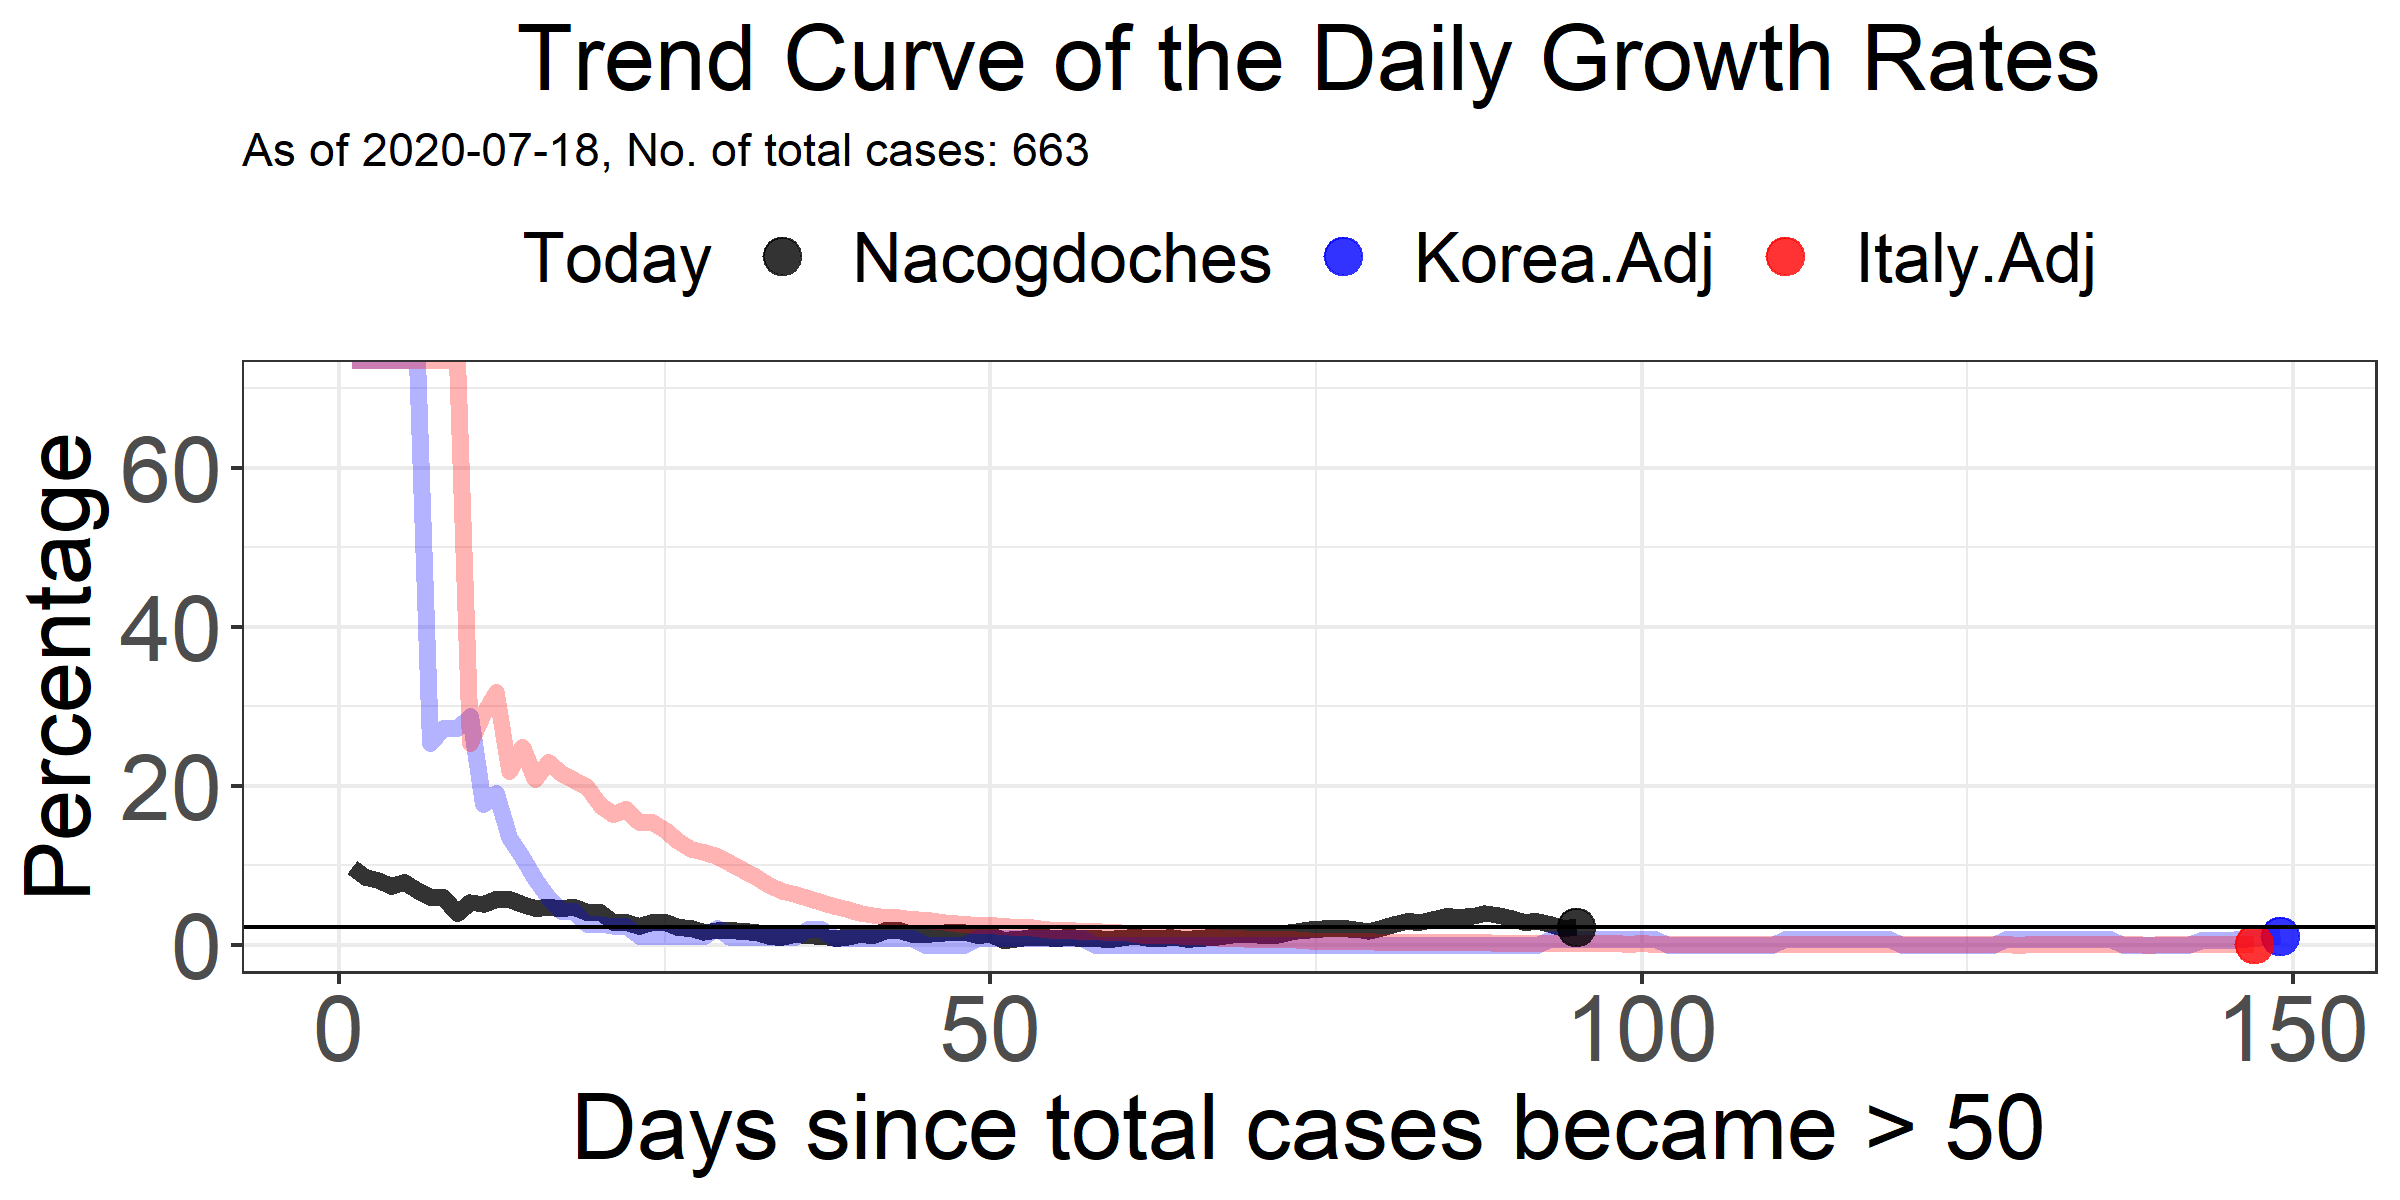 Trend Curve of the Daily Growth Rates
As of 2020-07-18, No. of total cases: 663
Today Nacogdoches Korea.Adj Italy.Adj
Percentage
60
40
20
0
0 50 100 150
Days since total cases became > 50